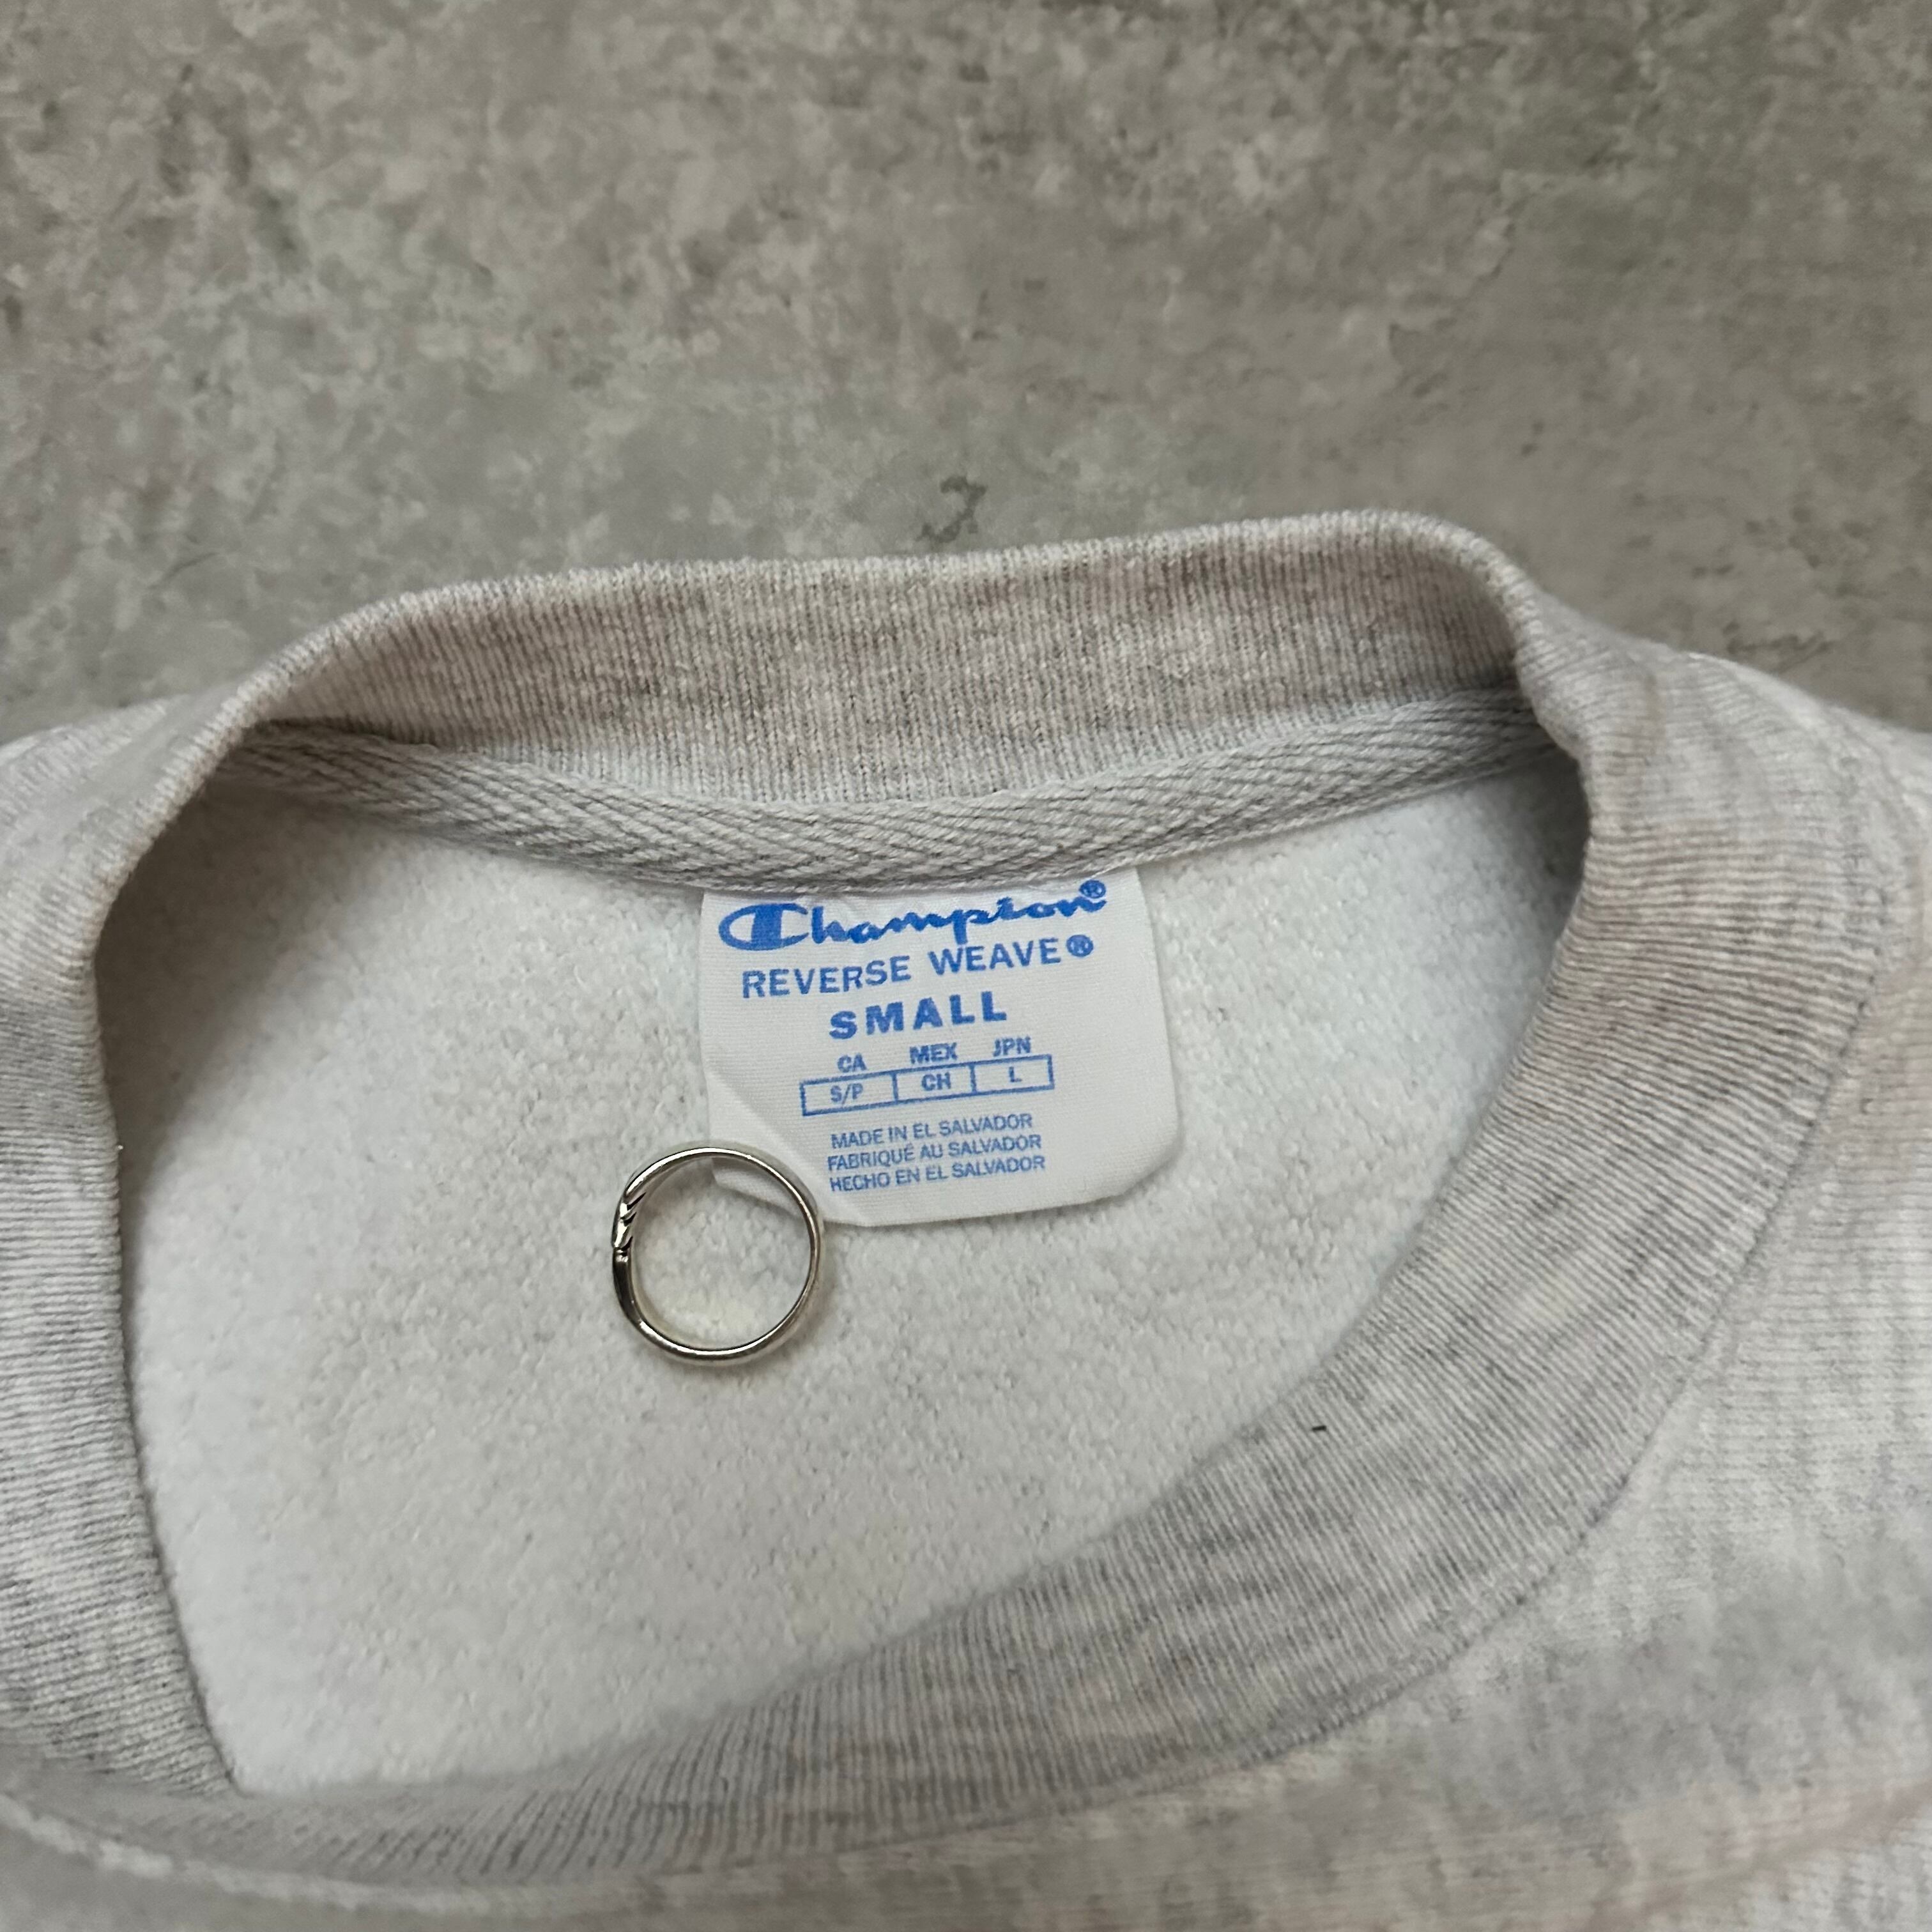 Champion®
REVERSE WEAVE®
SMALL
CA MEX JPN
S/P CH L
MADE IN EL SALVADOR
FABRIQUÉ AU SALVADOR
HECHO EN EL SALVADOR